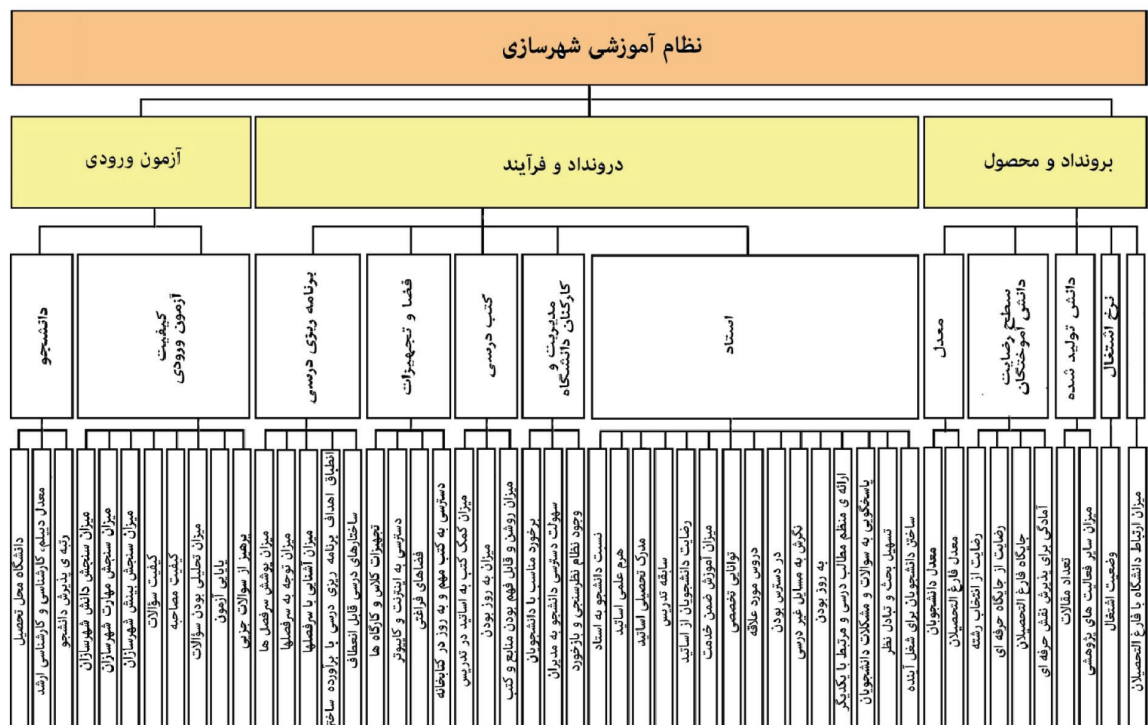 نظام آموزشی شهرسازی
برونداد و محصول
درونداد و فرآیند
آزمون ورودی
نرخ اشتغال
دانش تولید شده
سطح رضایت
دانش آموختگان
معدل
استاد
مدیریت و
کارکنان دانشگاه
کتب درسی
فضا و تجهیزات
برنامه ریزی درسی
کیفیت
آزمون ورودی
دانشجو
میزان ارتباط دانشگاه با فارغ التحصیلان
وضعیت اشتغال
میزان سایر فعالیت های پژوهشی
تعداد مقالات
آمادگی برای پذیرش نقش حرفه ای
جایگاه فارغ التحصیلان
رضایت از جایگاه حرفه ای
رضایت از انتخاب رشته
معدل فارغ التحصیلان
معدل دانشجویان
ساختن دانشجویان برای شغل آینده
تسهیل بحث و تبادل نظر
پاسخگویی به سوالات و مشکلات دانشجویان
ارائه ی منظم مطالب درسی و مرتبط با یکدیگر
به روز بودن
نگرش به مسایل غیر درسی
در دسترس بودن
دروس مورد علاقه
توانایی تخصصی
میزان آموزش ضمن خدمت
رضایت دانشجویان از اساتید
سابقه تدریس
مدرک تحصیلی اساتید
هرم علمی اساتید
نسبت دانشجو به استاد
وجود نظام نظرسنجی و بازخورد
سهولت دسترسی دانشجو به مدیران
برخورد مناسب با دانشجویان
میزان روشن و قابل فهم بودن منابع و کتب
میزان به روز بودن
میزان کمک کتب به اساتید در تدریس
دسترسی به کتب مهم و به روز در کتابخانه
فضاهای فراغتی
دسترسی به اینترنت و کامپیوتر
تجهیزات کلاس و کارگاه ها
ساختارهای درسی قابل انعطاف
انطباق اهداف برنامه ریزی درسی با برآورده ساختن
میزان آشنایی با سرفصلها
میزان توجه به سرفصلها
میزان پوشش سرفصل ها
پرهیز از سوالات جزیی
پایایی آزمون
میزان تحلیلی بودن سؤالات
کیفیت مصاحبه
کیفیت سؤالات
میزان سنجش بینش شهرسازان
میزان سنجش مهارت شهرسازان
میزان سنجش دانش شهرسازان
رتبه ی پذیرش دانشجو
معدل دیپلم، کارشناسی و کارشناسی ارشد
دانشگاه محل تحصیل